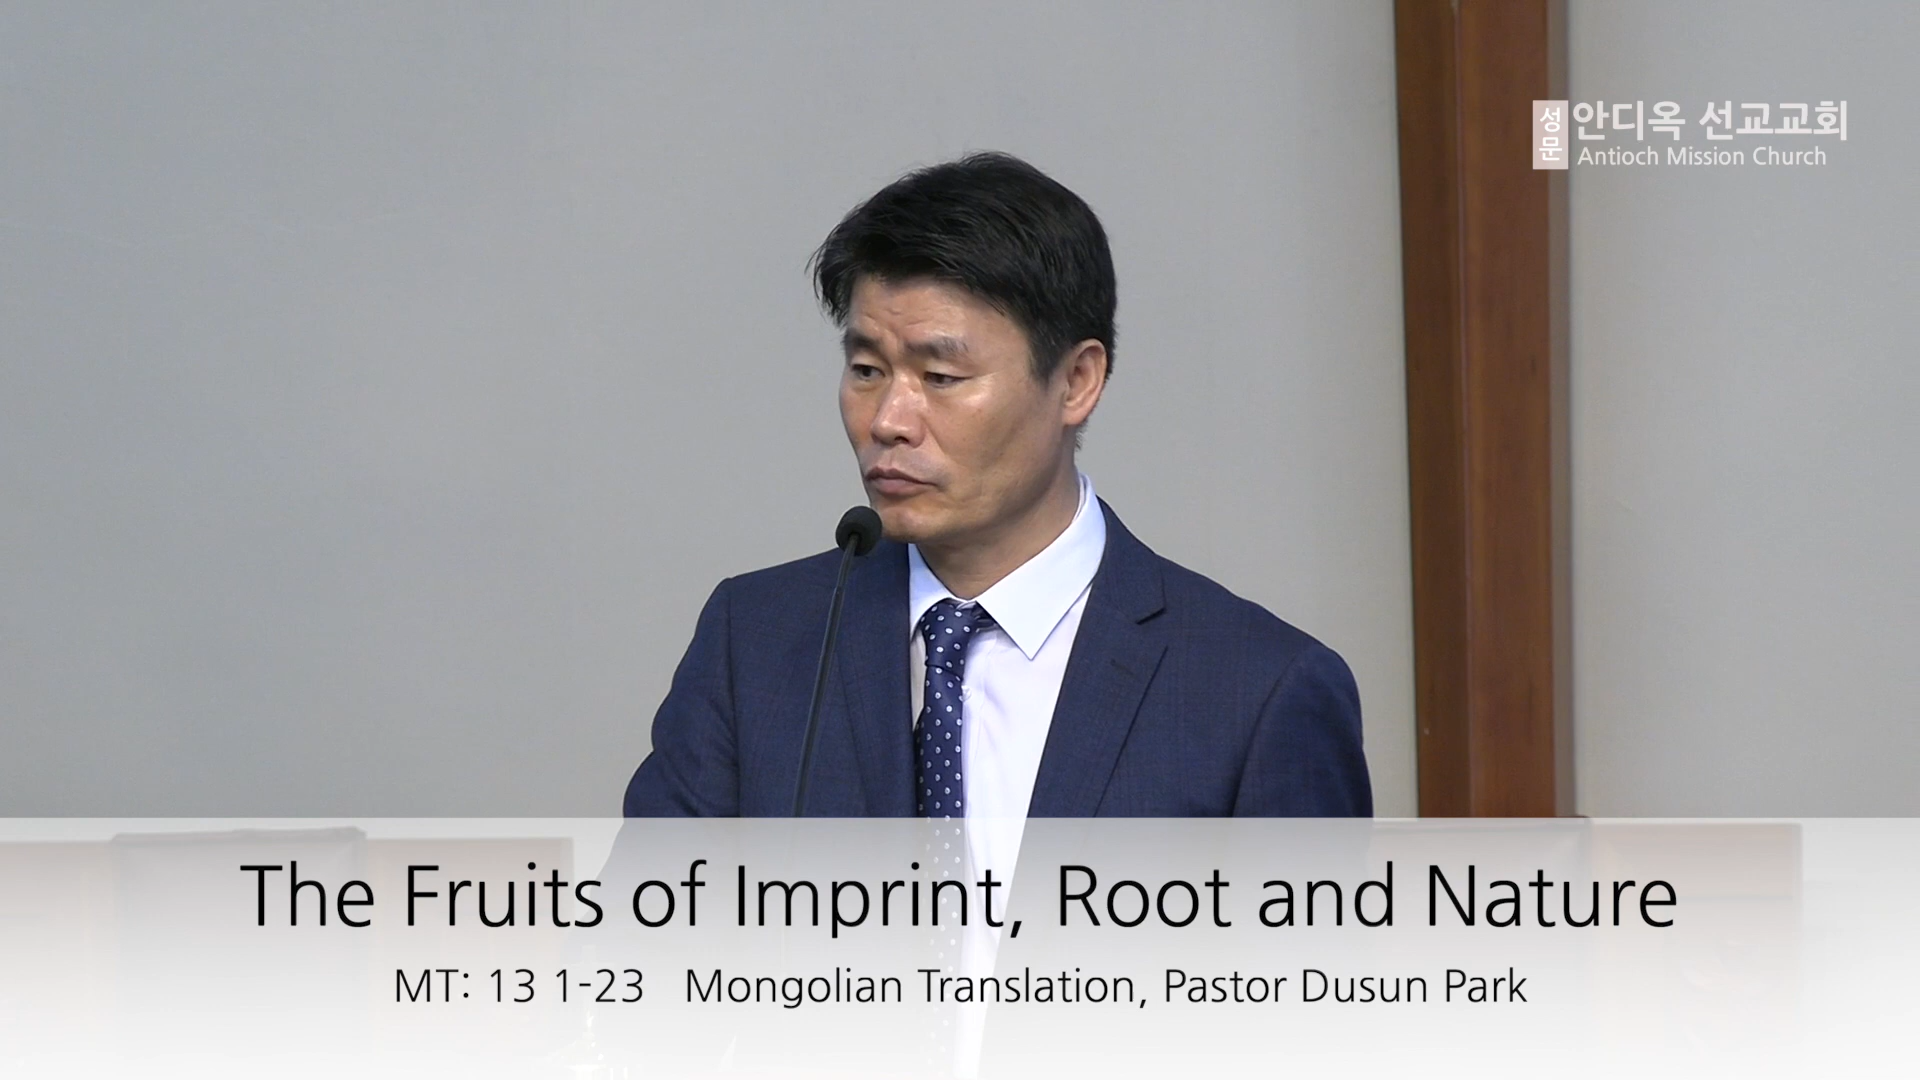 성문
안디옥 선교교회
Antioch Mission Church
The Fruits of Imprint, Root and Nature
MT: 13 1-23 Mongolian Translation, Pastor Dusun Park